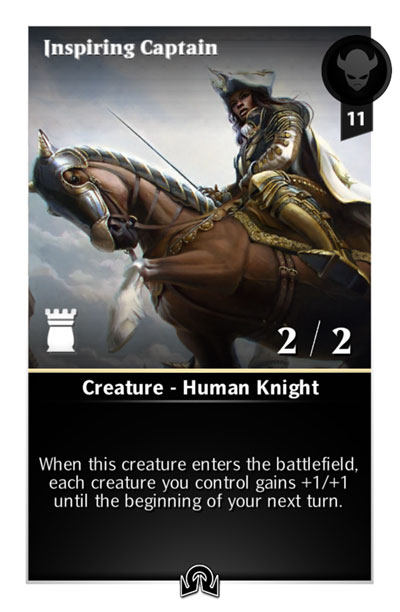 Inspiring Captain
11
2 / 2
Creature - Human Knight
When this creature enters the battlefield,
each creature you control gains +1/+1
until the beginning of your next turn.